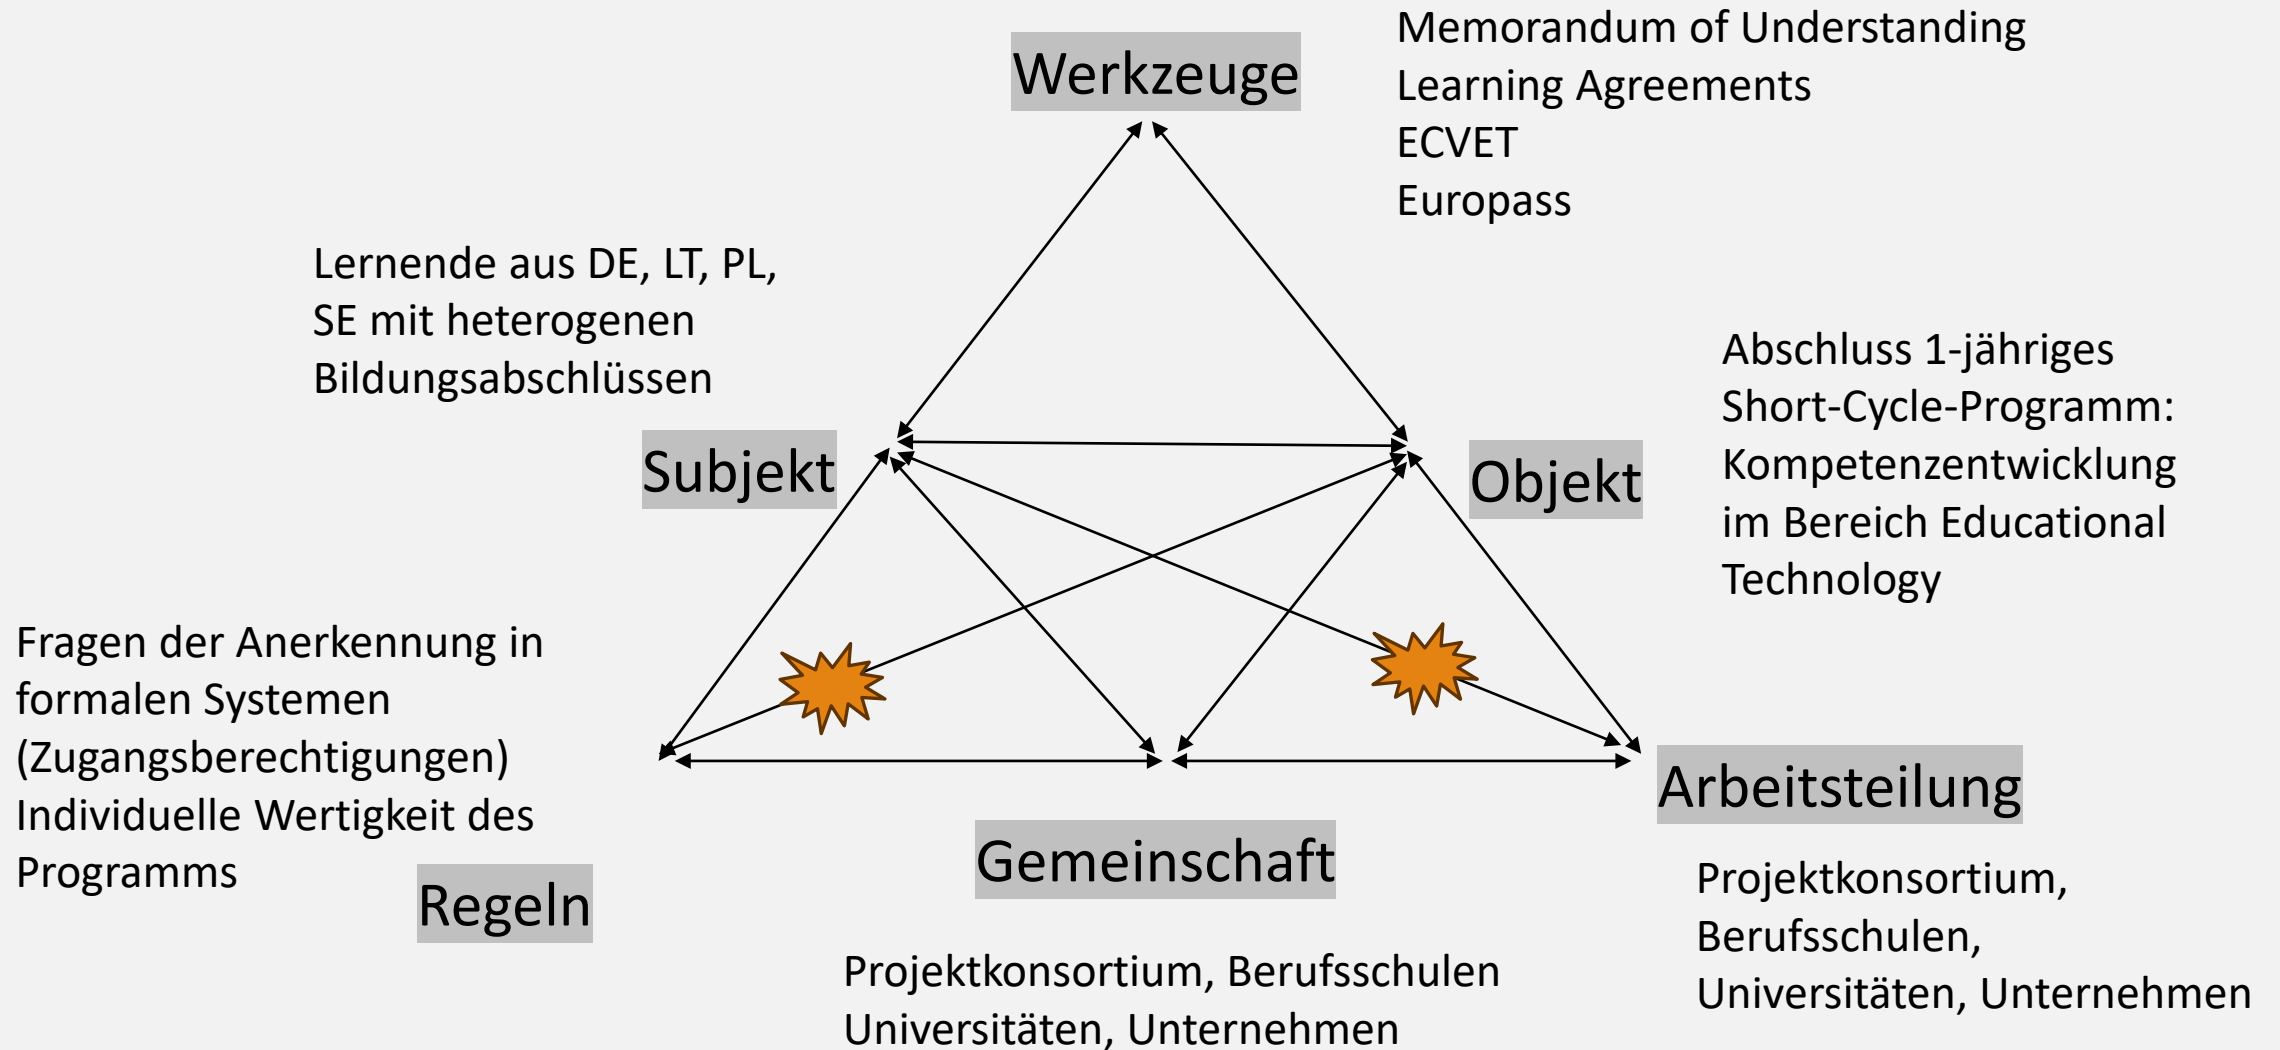 Werkzeuge
Memorandum of Understanding
Learning Agreements
ECVET
Europass
Lernende aus DE, LT, PL,
SE mit heterogenen
Bildungsabschlüssen
Subjekt
Objekt
Abschluss 1-jähriges
Short-Cycle-Programm:
Kompetenzentwicklung
im Bereich Educational
Technology
Fragen der Anerkennung in
formalen Systemen
(Zugangsberechtigungen)
Individuelle Wertigkeit des
Programms
Regeln
Gemeinschaft
Projektkonsortium, Berufsschulen
Universitäten, Unternehmen
Arbeitsteilung
Projektkonsortium,
Berufsschulen,
Universitäten, Unternehmen